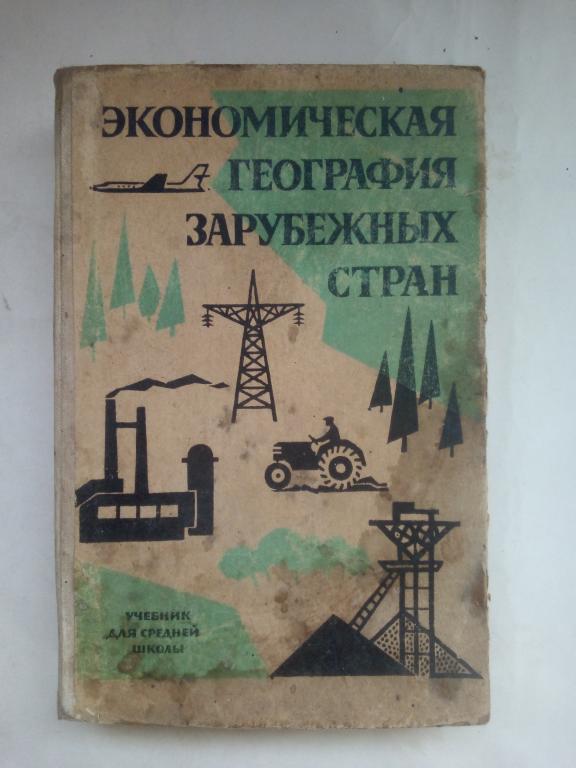 ЭКОНОМИЧЕСКАЯ
ГЕОГРАФИЯ
ЗАРУБЕЖНЫХ
СТРАН
УЧЕБНИК
ДЛЯ СРЕДНЕЙ
ШКОЛЫ